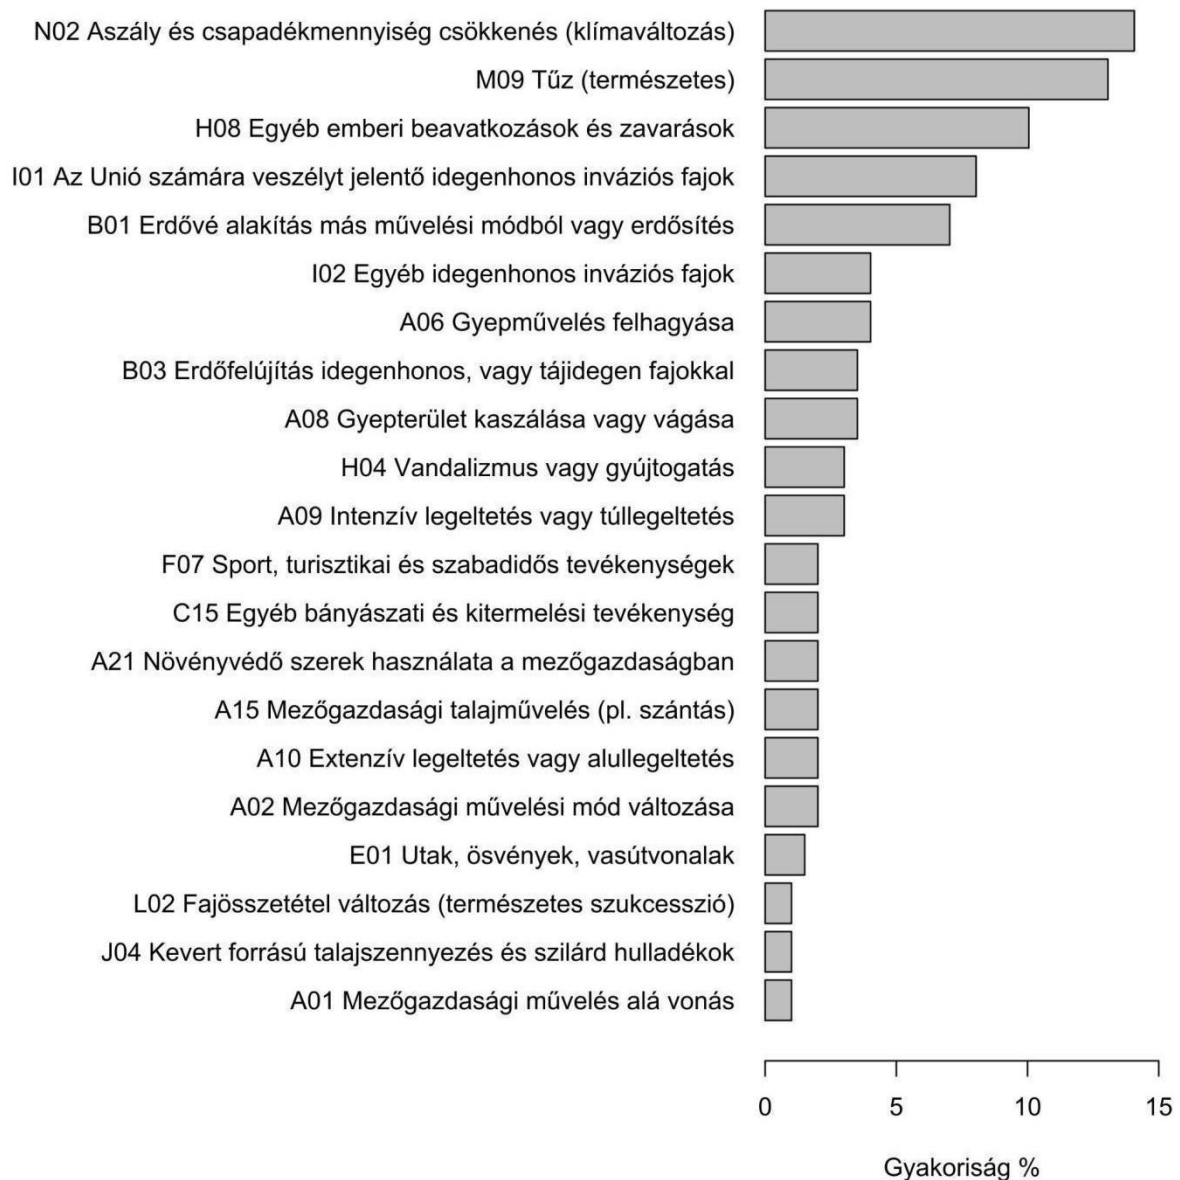 N02 Aszály és csapadékmennyiség csökkenés (klímaváltozás)
M09 Tűz (természetes)
H08 Egyéb emberi beavatkozások és zavarások
I01 Az Unió számára veszélyt jelentő idegenhonos inváziós fajok
B01 Erdővé alakítás más művelési módból vagy erdősítés
I02 Egyéb idegenhonos inváziós fajok
A06 Gyepművelés felhagyása
B03 Erdőfelújítás idegenhonos, vagy tájidegen fajokkal
A08 Gyepterület kaszálása vagy vágása
H04 Vandalizmus vagy gyújtogatás
A09 Intenzív legeltetés vagy túllegeltetés
F07 Sport, turisztikai és szabadidős tevékenységek
C15 Egyéb bányászati és kitermelési tevékenység
A21 Növényvédő szerek használata a mezőgazdaságban
A15 Mezőgazdasági talajművelés (pl. szántás)
A10 Extenzív legeltetés vagy alullegeltetés
A02 Mezőgazdasági művelési mód változása
E01 Utak, ösvények, vasútvonalak
L02 Fajösszetétel változás (természetes szukcesszió)
J04 Kevert forrású talajszennyezés és szilárd hulladékok
A01 Mezőgazdasági művelés alá vonás
0 5 10 15
Gyakoriság %